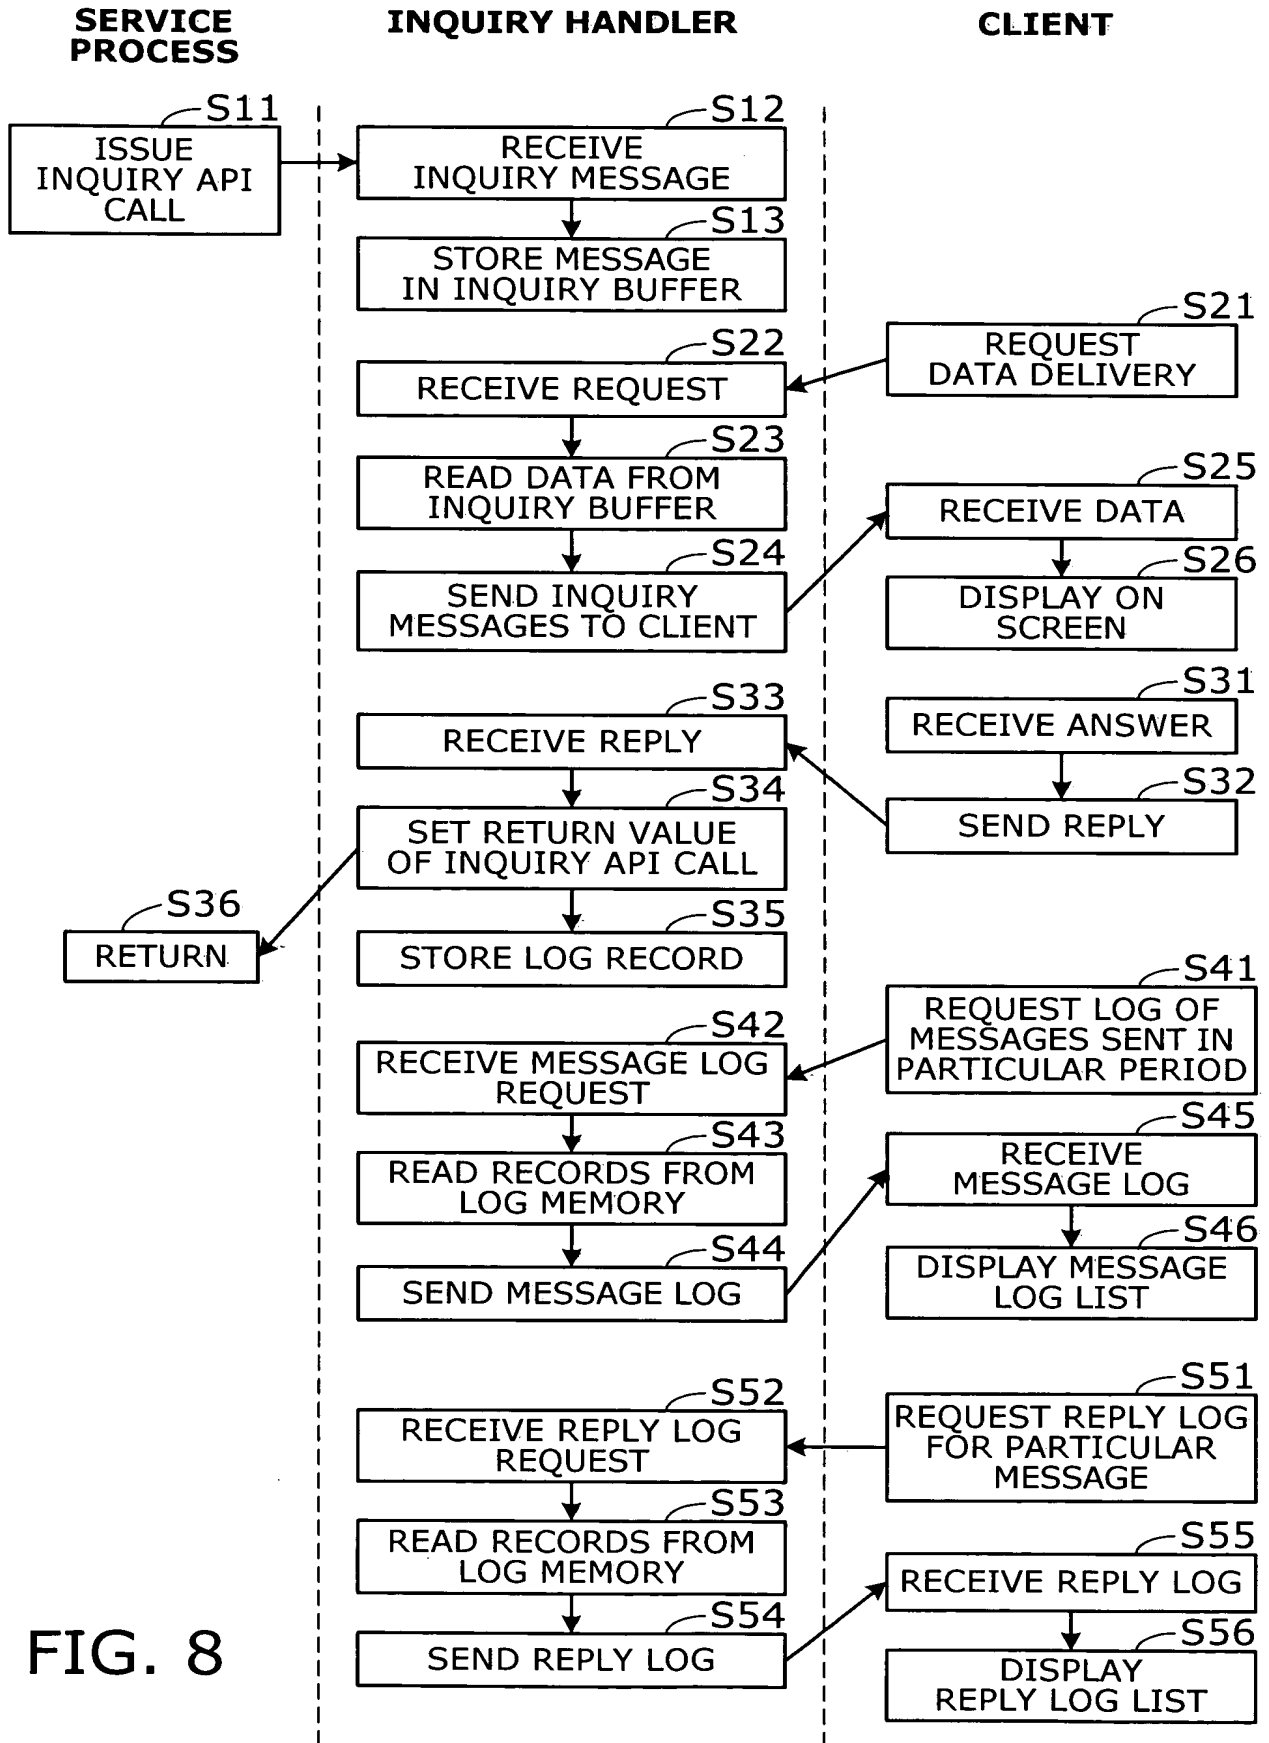 SERVICE
PROCESS
INQUIRY HANDLER
CLIENT
S11
ISSUE
INQUIRY API
CALL
S12
RECEIVE
INQUIRY MESSAGE
S13
STORE MESSAGE
IN INQUIRY BUFFER
S21
REQUEST
DATA DELIVERY
S22
RECEIVE REQUEST
S23
READ DATA FROM
INQUIRY BUFFER
S24
SEND INQUIRY
MESSAGES TO CLIENT
S25
RECEIVE DATA
S26
DISPLAY ON
SCREEN
S31
RECEIVE ANSWER
S32
SEND REPLY
S33
RECEIVE REPLY
S34
SET RETURN VALUE
OF INQUIRY API CALL
S35
STORE LOG RECORD
S36
RETURN
S41
REQUEST LOG OF
MESSAGES SENT IN
PARTICULAR PERIOD
S42
RECEIVE MESSAGE LOG
REQUEST
S43
READ RECORDS FROM
LOG MEMORY
S44
SEND MESSAGE LOG
S45
RECEIVE
MESSAGE LOG
S46
DISPLAY MESSAGE
LOG LIST
S51
REQUEST REPLY LOG
FOR PARTICULAR
MESSAGE
S52
RECEIVE REPLY LOG
REQUEST
S53
READ RECORDS FROM
LOG MEMORY
S54
SEND REPLY LOG
S55
RECEIVE REPLY LOG
S56
DISPLAY
REPLY LOG LIST
FIG. 8